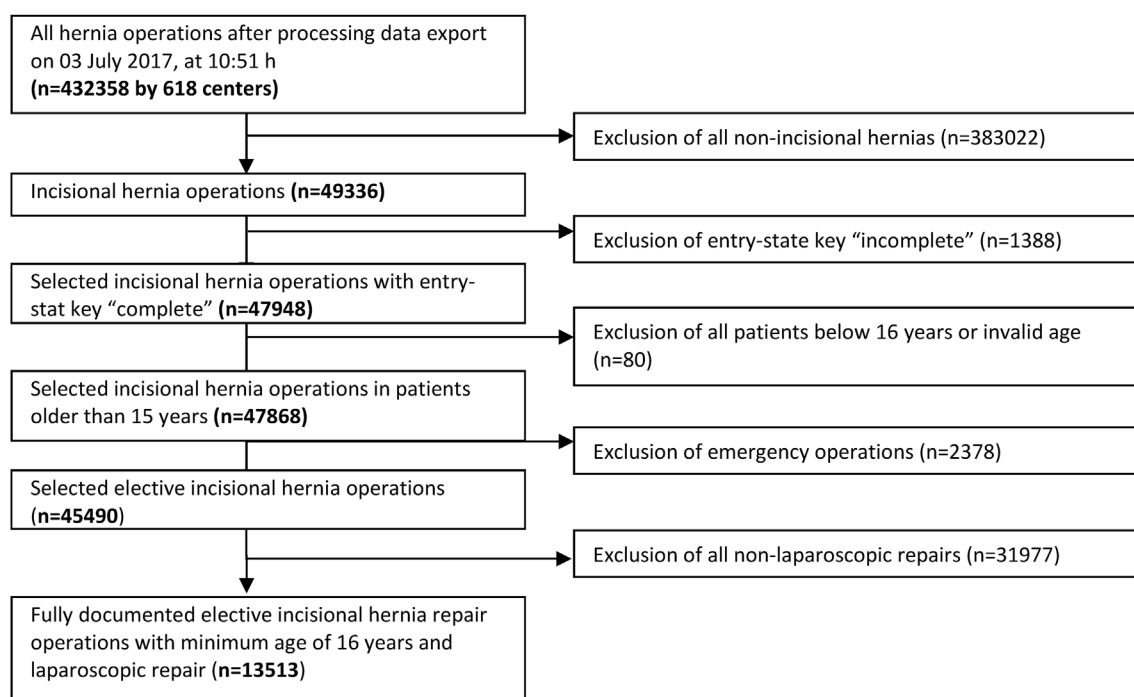 All hernia operations after processing data export
on 03 July 2017, at 10:51 h
(n=432358 by 618 centers)
Exclusion of all non-incisional hernias (n=383022)
Incisional hernia operations (n=49336)
Exclusion of entry-state key “incomplete” (n=1388)
Selected incisional hernia operations with entry-
stat key “complete” (n=47948)
Exclusion of all patients below 16 years or invalid age
(n=80)
Selected incisional hernia operations in patients
older than 15 years (n=47868)
Exclusion of emergency operations (n=2378)
Selected elective incisional hernia operations
(n=45490)
Exclusion of all non-laparoscopic repairs (n=31977)
Fully documented elective incisional hernia repair
operations with minimum age of 16 years and
laparoscopic repair (n=13513)